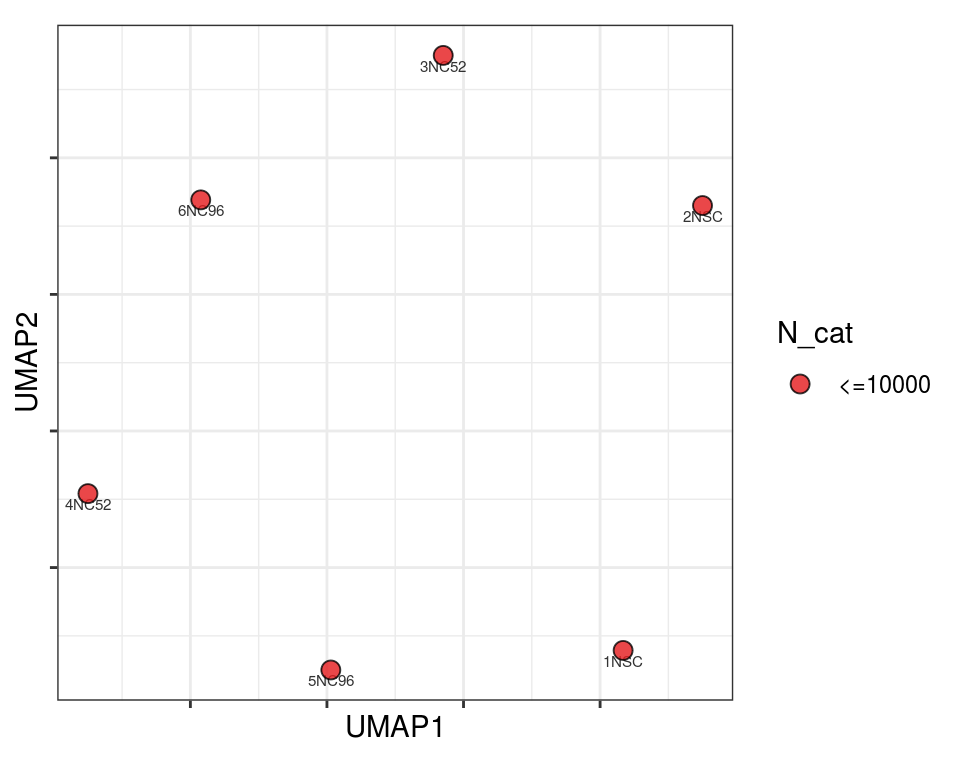 3NC52
6NC96
2NSC
4NC52
1NSC
5NC96
UMAP1
UMAP2
N_cat
<=10000